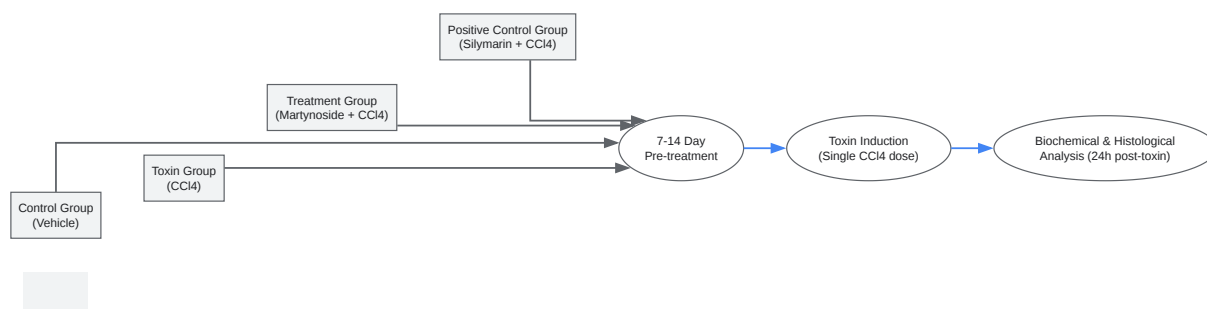 Positive Control Group
(Silymarin + CCl4)
Treatment Group
(Martynoside + CCl4)
Toxin Group
(CCl4)
Control Group
(Vehicle)
7-14 Day
Pre-treatment
Toxin Induction
(Single CCl4 dose)
Biochemical & Histological
Analysis (24h post-toxin)